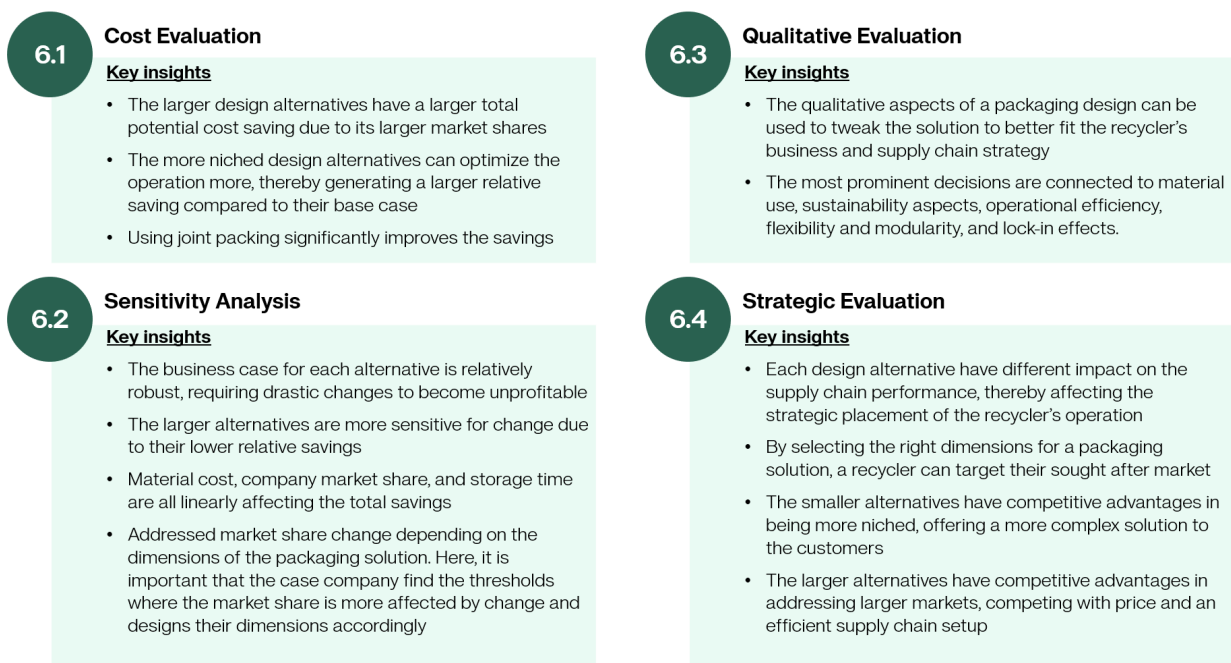 6.1
Cost Evaluation
Key insights
• The larger design alternatives have a larger total
potential cost saving due to its larger market shares
• The more niched design alternatives can optimize the
operation more, thereby generating a larger relative
saving compared to their base case
• Using joint packing significantly improves the savings
6.2
Sensitivity Analysis
Key insights
• The business case for each alternative is relatively
robust, requiring drastic changes to become unprofitable
• The larger alternatives are more sensitive for change due
to their lower relative savings
• Material cost, company market share, and storage time
are all linearly affecting the total savings
• Addressed market share change depending on the
dimensions of the packaging solution. Here, it is
important that the case company find the thresholds
where the market share is more affected by change and
designs their dimensions accordingly
6.3
Qualitative Evaluation
Key insights
• The qualitative aspects of a packaging design can be
used to tweak the solution to better fit the recycler's
business and supply chain strategy
• The most prominent decisions are connected to material
use, sustainability aspects, operational efficiency,
flexibility and modularity, and lock-in effects.
6.4
Strategic Evaluation
Key insights
• Each design alternative have different impact on the
supply chain performance, thereby affecting the
strategic placement of the recycler's operation
• By selecting the right dimensions for a packaging
solution, a recycler can target their sought after market
• The smaller alternatives have competitive advantages in
being more niched, offering a more complex solution to
the customers
• The larger alternatives have competitive advantages in
addressing larger markets, competing with price and an
efficient supply chain setup